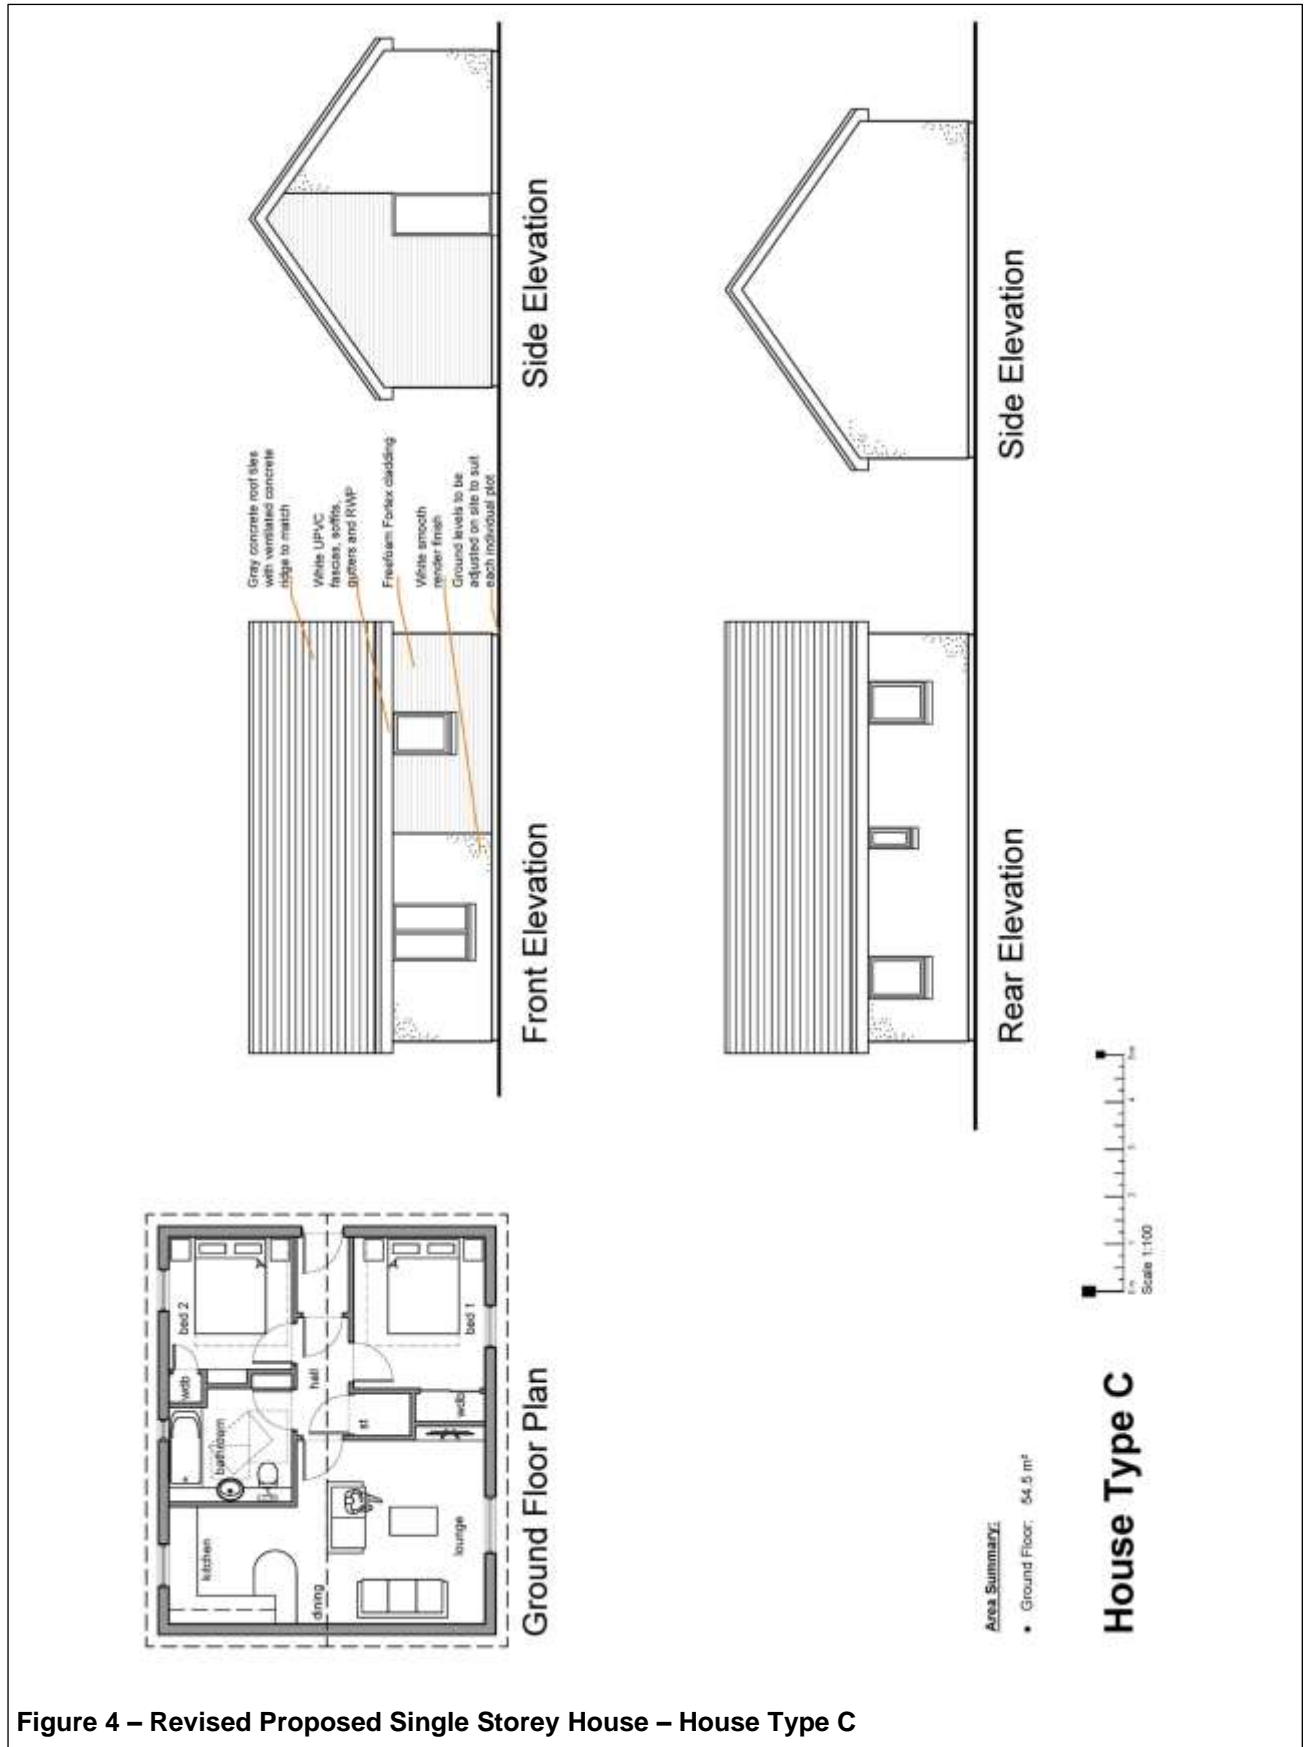 Gray concrete roof tiles
with ventilated concrete
ridge to match
White UPVC
fascias, soffits,
gutters and RWP
Freefoam Fortex cladding
White smooth
render finish
Ground levels to be
adjusted on site to suit
each individual plot
Front Elevation
Side Elevation
Rear Elevation
Side Elevation
wdb
bed 2
bathroom
kitchen
hall
dining
st
lounge
wdb
bed 1
Ground Floor Plan
Area Summary:
• Ground Floor: 54.5 m²
House Type C
Scale 1:100
Figure 4 – Revised Proposed Single Storey House – House Type C